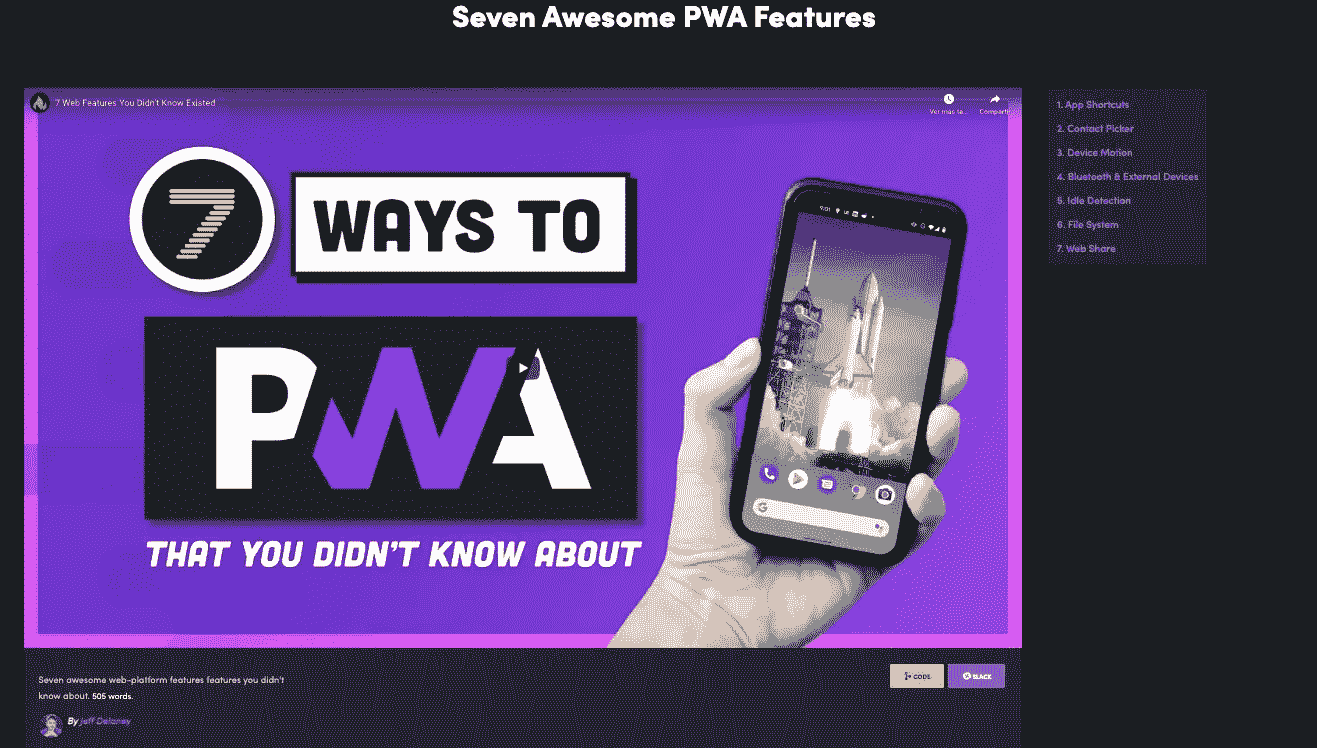 Seven Awesome PWA Features
7 Web Features You Didn't Know Existed
Ver más ta...
Compartir
7
WAYS TO
PWA
THAT YOU DIDN'T KNOW ABOUT
9:01
G
1. App Shortcuts
2. Contact Picker
3. Device Motion
4. Bluetooth & External Devices
5. Idle Detection
6. File System
7. Web Share
Seven awesome web-platform features features you didn't
know about. 505 words.
By Jeff Delaney
CODE
SLACK